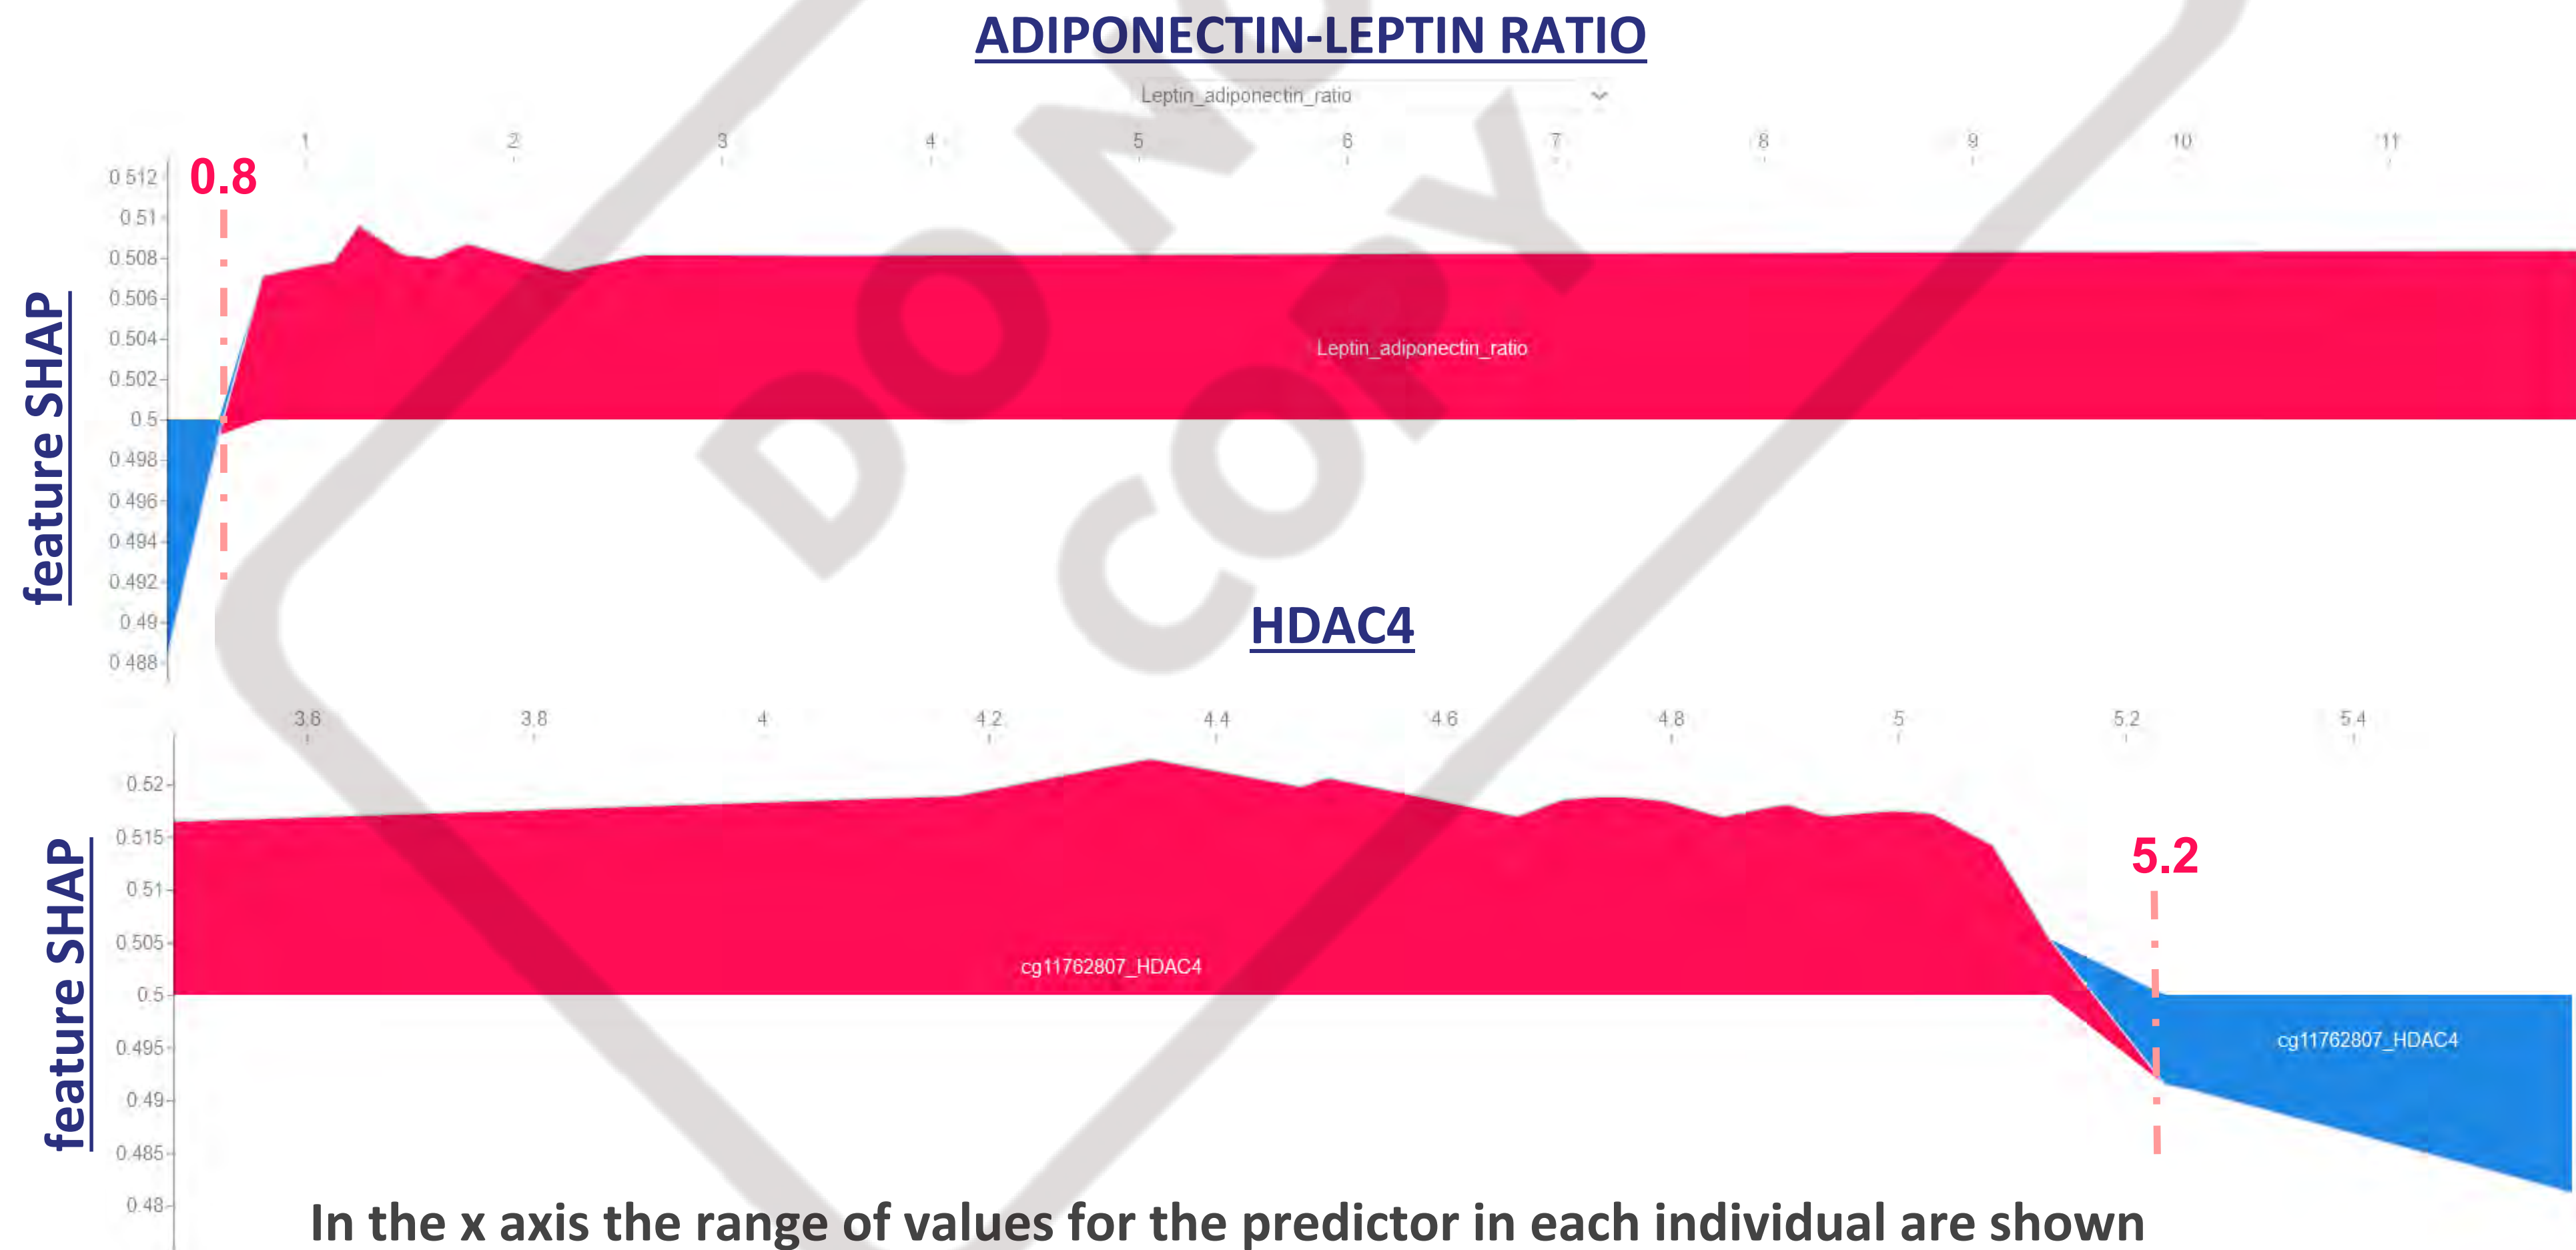 ADIPONECTIN-LEPTIN RATIO
Leptin_adiponectin_ratio
1 2 3 4 5 6 7 8 9 10 11
0.8
0.512
0.51
0.508
0.506
0.504
0.502
0.5
0.498
0.496
0.494
0.492
0.49
0.488
feature SHAP
Leptin_adiponectin_ratio
DO NO
COPY
HDAC4
3.6 3.8 4 4.2 4.4 4.6 4.8 5 5.2 5.4
0.52
0.515
0.51
0.505
0.5
0.495
0.49
0.485
0.48
feature SHAP
5.2
cg11762807_HDAC4
cg11762807_HDAC4
In the x axis the range of values for the predictor in each individual are shown